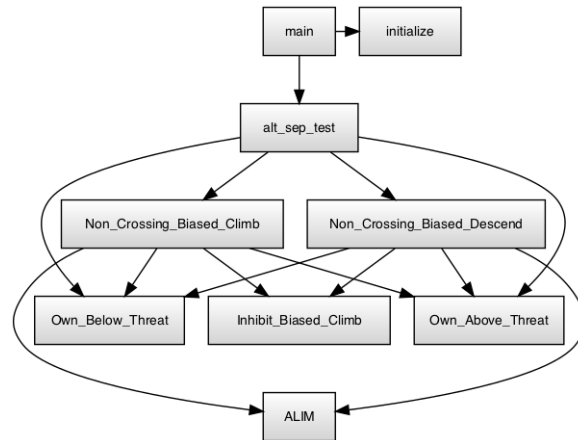 main
initialize
alt_sep_test
Non_Crossing_Biased_Climb
Non_Crossing_Biased_Descend
Own_Below_Threat
Inhibit_Biased_Climb
Own_Above_Threat
ALIM